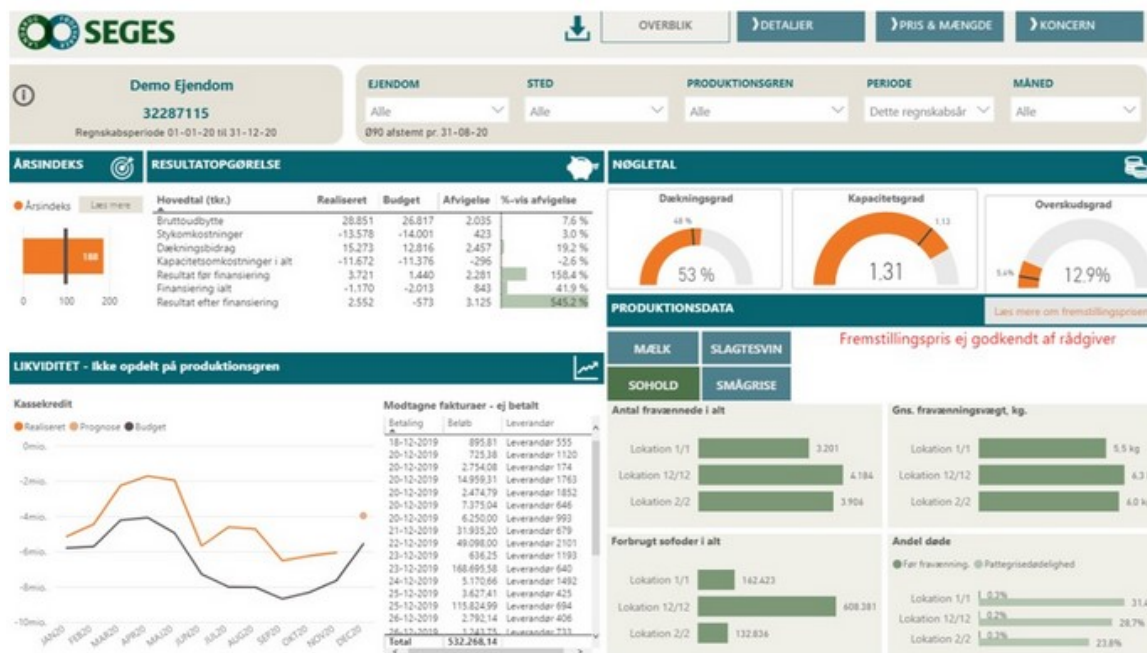 SEGES
OVERBLIK
❯DETALJER
❯PRIS & MÆNGDE
❯KONCERN
Demo Ejendom
32287115
Regnskabsperiode 01-01-20 til 31-12-20
EJENDOM STED PRODUKTIONSGREN PERIODE MÅNED
Alle Alle Alle Dette regnskabsår Alle
Ø90 afstemt pr. 31-08-20
ÅRSINDEKS
Årsindeks
Læs mere
188
0 100 200
RESULTATOPGØRELSE
Hovedtal (tkr.) Realiseret Budget Afvigelse %-vis afvigelse
Bruttoudbytte 28.851 26.817 2.035 7.6 %
Stykomkostninger -13.578 -14.001 423 3.0 %
Dækningsbidrag 15.273 12.816 2.457 19.2 %
Kapacitetsomkostninger i alt -11.672 -11.376 -296 -2.6 %
Resultat før finansiering 3.721 1.440 2.281 158.4 %
Finansiering ialt -1.170 -2.013 843 41.9 %
Resultat efter finansiering 2.552 -573 3.125 545.2 %
NØGLETAL
Dækningsgrad
48 %
53 %
Kapacitetsgrad
1,13
1.31
Overskudsgrad
5,4%
12.9%
LIKVIDITET - Ikke opdelt på produktionsgren
Kassekredit
Realiseret Prognose Budget
0mio.
-2mio.
-4mio.
-6mio.
-8mio.
-10mio.
JAN20 FEB20 MAR20 APR20 MAJ20 JUN20 JUL20 AUG20 SEP20 OKT20 NOV20 DEC20
Modtagne fakturaer - ej betalt
Betaling Beløb Leverandør
18-12-2019 895,81 Leverandør 555
20-12-2019 725,38 Leverandør 1120
20-12-2019 2.754,08 Leverandør 174
20-12-2019 14.959,31 Leverandør 1763
20-12-2019 2.474,79 Leverandør 1852
20-12-2019 7.375,04 Leverandør 646
20-12-2019 6.250,00 Leverandør 993
21-12-2019 31.935,20 Leverandør 679
22-12-2019 49.098,00 Leverandør 2101
23-12-2019 636,25 Leverandør 1193
23-12-2019 168.695,58 Leverandør 640
24-12-2019 5.170,66 Leverandør 1492
25-12-2019 3.627,41 Leverandør 425
25-12-2019 115.824,99 Leverandør 694
26-12-2019 2.792,14 Leverandør 406
Total 532.268,14
PRODUKTIONSDATA
Læs mere om fremstillingsprisen
MÆLK SLAGTESVIN
SOHOLD SMÅGRISE
Fremstillingspris ej godkendt af rådgiver
Antal fravænnede i alt
Lokation 1/1 3.201
Lokation 12/12 4.184
Lokation 2/2 3.906
Gns. fravænningsvægt, kg.
Lokation 1/1 5,5 kg
Lokation 12/12 6,3
Lokation 2/2 6,0 k
Forbrugt sofoder i alt
Lokation 1/1 162.423
Lokation 12/12 608.381
Lokation 2/2 132.836
Andel døde
Før fravænning. Pattegrisedødelighed
Lokation 1/1 0,3% 31,4
Lokation 12/12 0.2% 28,7%
Lokation 2/2 0.3% 23,8%